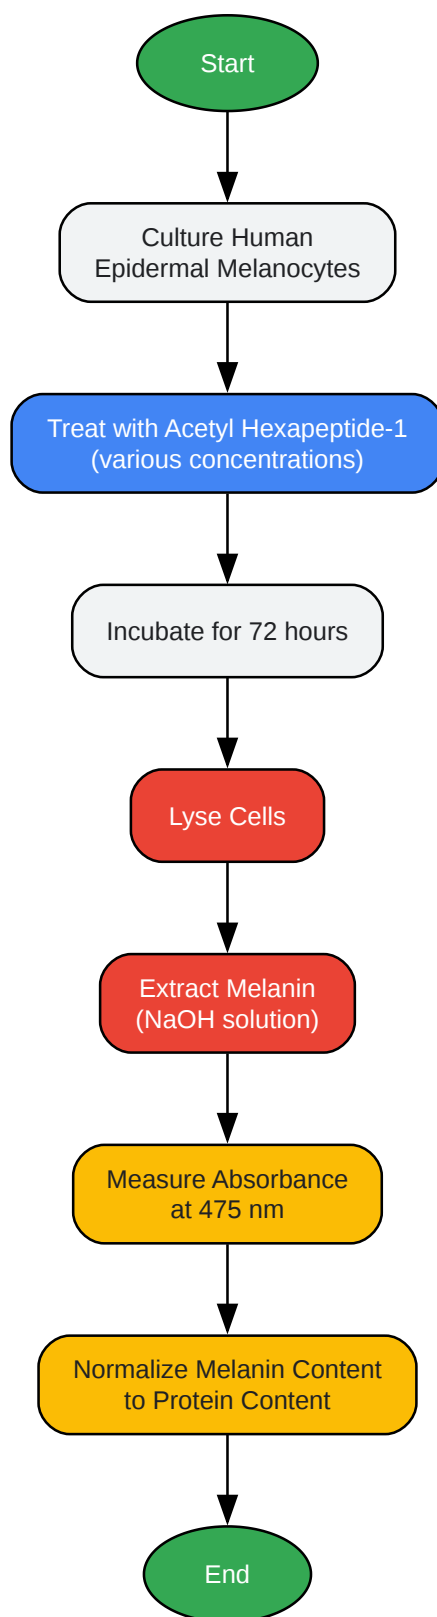 Start
Culture Human
Epidermal Melanocytes
Treat with Acetyl Hexapeptide-1
(various concentrations)
Incubate for 72 hours
Lyse Cells
Extract Melanin
(NaOH solution)
Measure Absorbance
at 475 nm
Normalize Melanin Content
to Protein Content
End